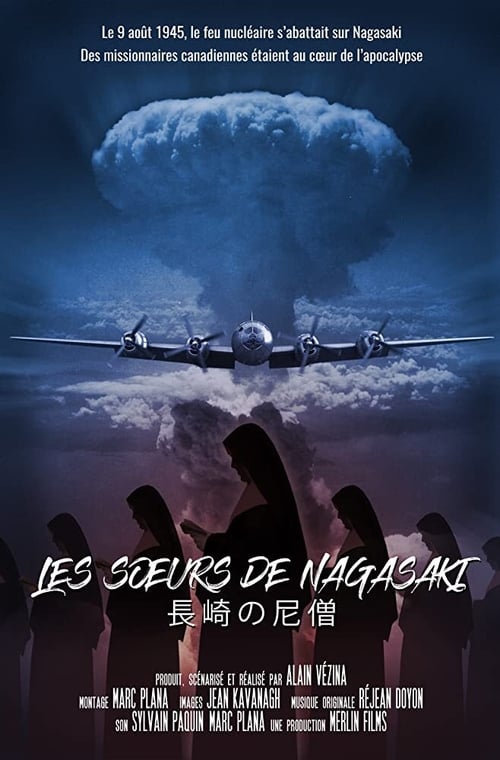 Le 9 août 1945, le feu nucléaire s'abattait sur Nagasaki
Des missionnaires canadiennes étaient au cœur de l'apocalypse
LES SŒURS DE NAGASAKI
長崎の尼僧
PRODUIT, SCÉNARISÉ ET RÉALISÉ PAR ALAIN VÉZINA
MONTAGE MARC PLANA IMAGES JEAN KAVANAGH MUSIQUE ORIGINALE RÉJEAN DOYON
SON SYLVAIN PAQUIN MARC PLANA UNE PRODUCTION MERLIN FILMS